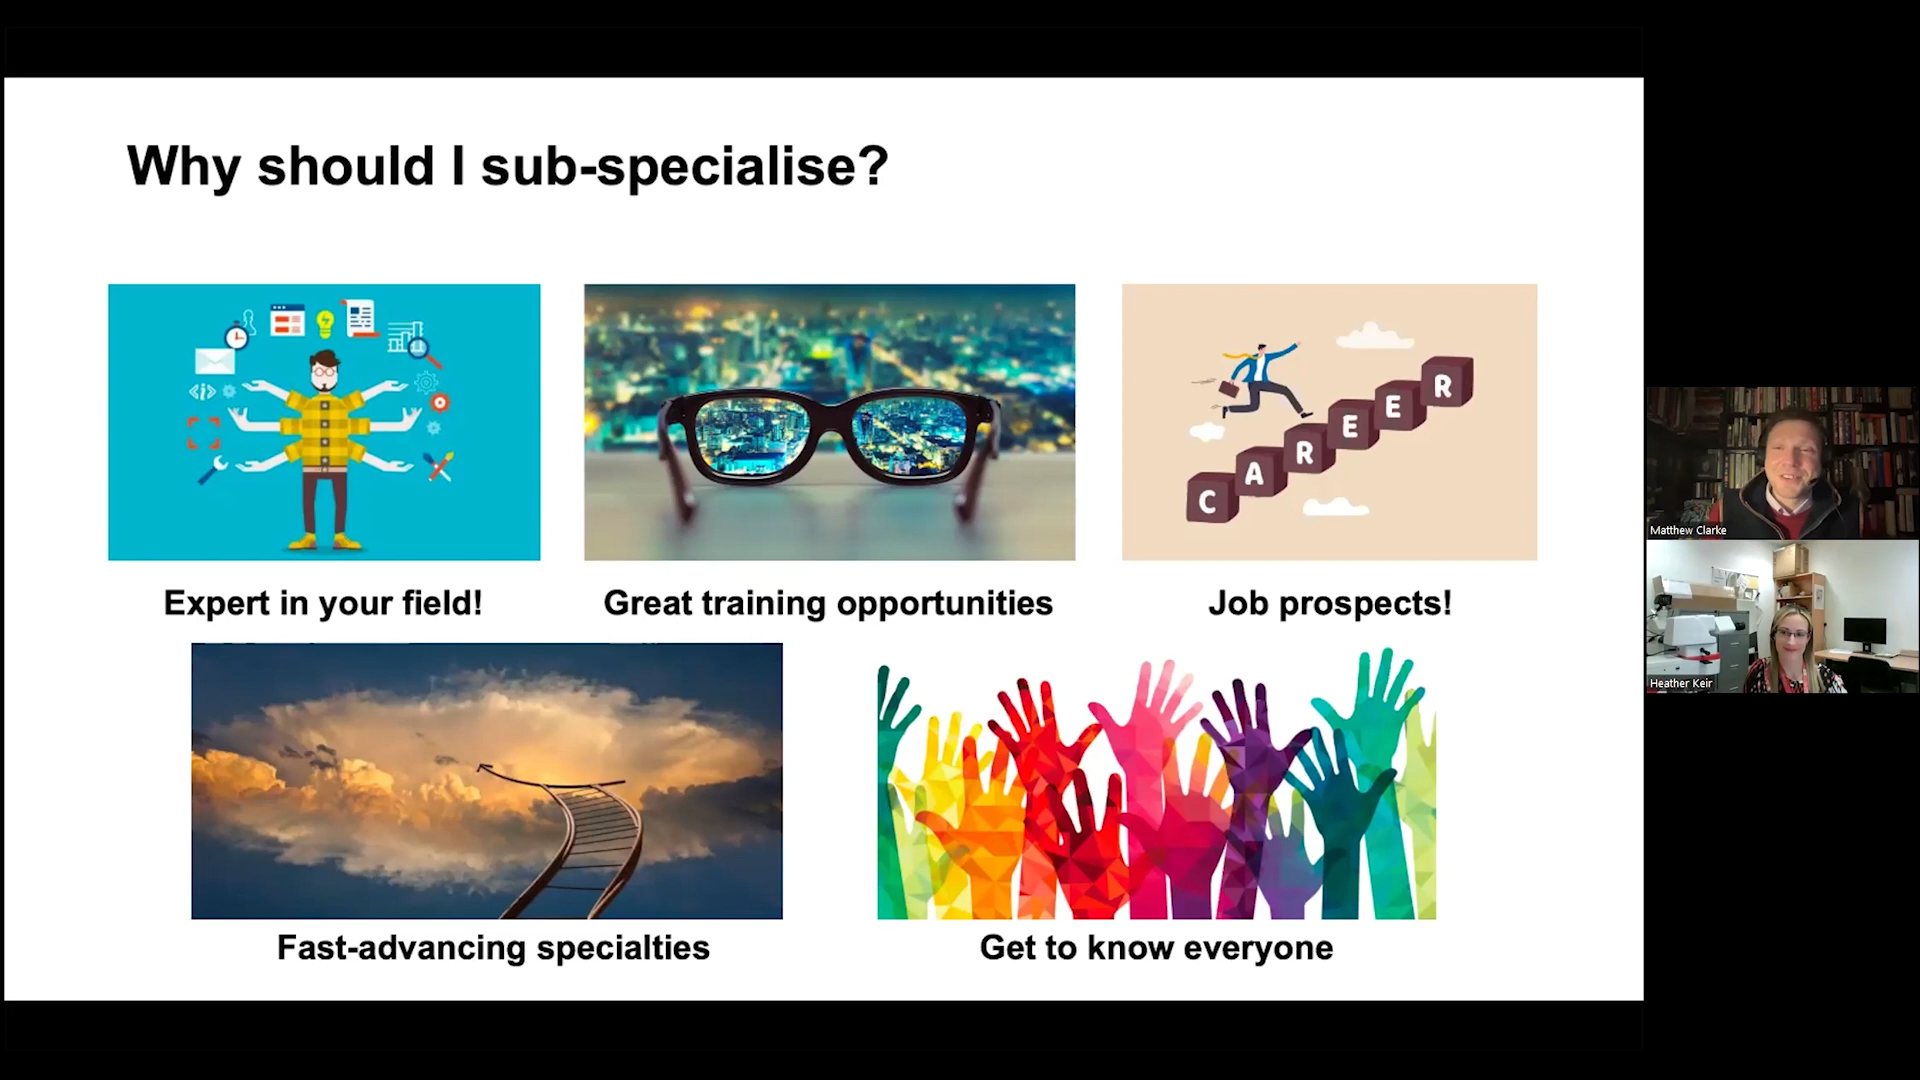 Why should I sub-specialise?
CAREER
Expert in your field!
Great training opportunities
Job prospects!
Fast-advancing specialties
Get to know everyone
Matthew Clarke
Heather Keir